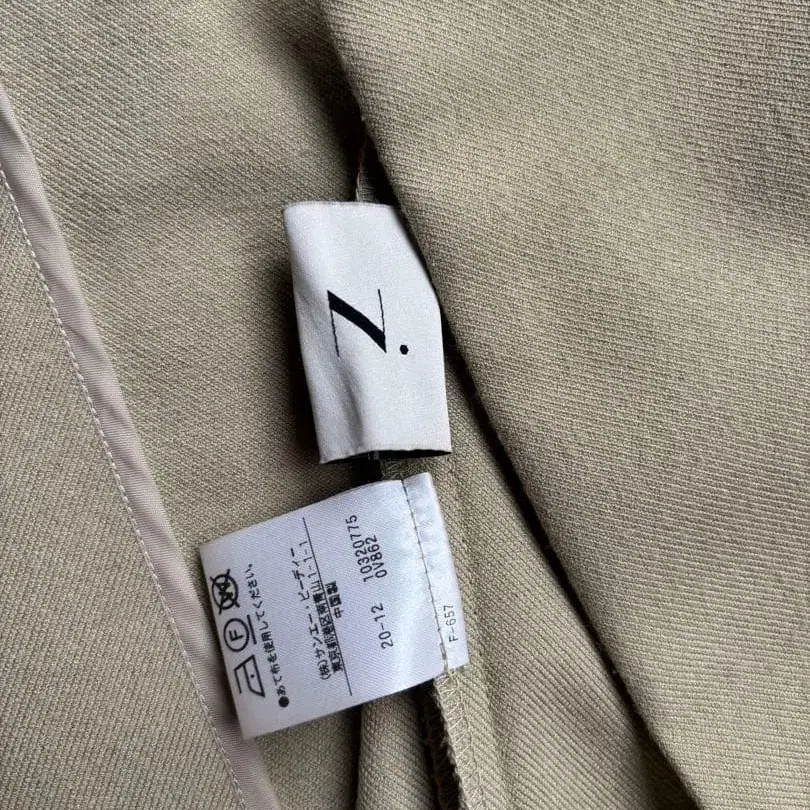 N.
W
F
●あて布を使用してください。
(株)サンエー・ビーディー
東京都港区南青山1-1-1
中国製
20-12 10320775
0V862
F-657